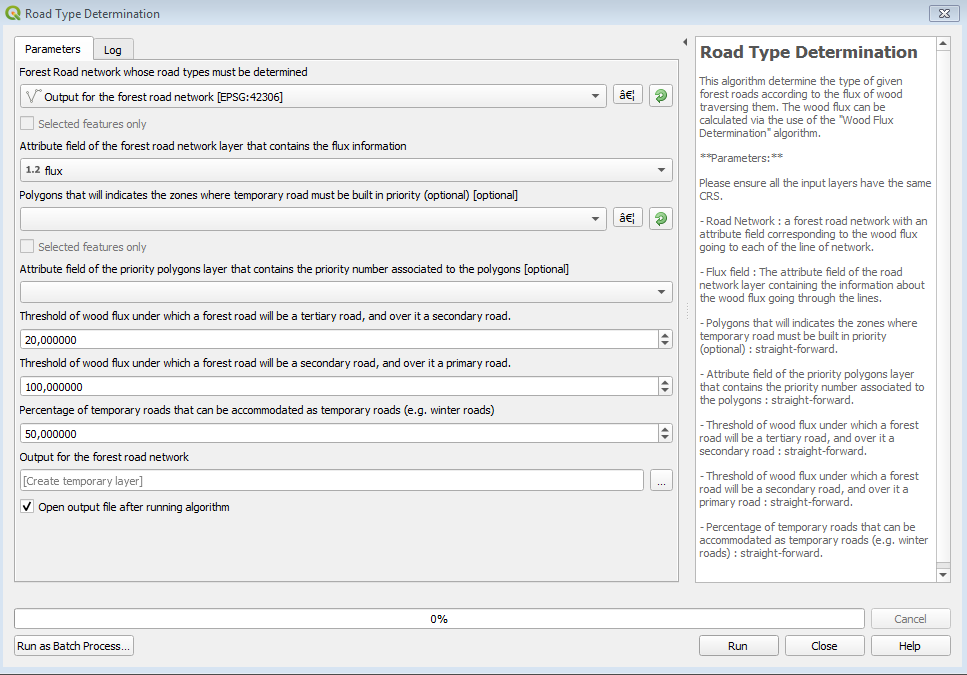 Road Type Determination
Parameters
Log
Forest Road network whose road types must be determined
Output for the forest road network [EPSG:42306]
â€¦
Selected features only
Attribute field of the forest road network layer that contains the flux information
1.2 flux
Polygons that will indicates the zones where temporary road must be built in priority (optional) [optional]
â€¦
Selected features only
Attribute field of the priority polygons layer that contains the priority number associated to the polygons [optional]
Threshold of wood flux under which a forest road will be a tertiary road, and over it a secondary road.
20,000000
Threshold of wood flux under which a forest road will be a secondary road, and over it a primary road.
100,000000
Percentage of temporary roads that can be accommodated as temporary roads (e.g. winter roads)
50,000000
Output for the forest road network
[Create temporary layer]
...
Open output file after running algorithm
Road Type Determination
This algorithm determine the type of given
forest roads according to the flux of wood
traversing them. The wood flux can be
calculated via the use of the "Wood Flux
Determination" algorithm.
**Parameters:**
Please ensure all the input layers have the same
CRS.
- Road Network : a forest road network with an
attribute field corresponding to the wood flux
going to each of the line of network.
- Flux field : The attribute field of the road
network layer containing the information about
the wood flux going through the lines.
- Polygons that will indicates the zones where
temporary road must be built in priority
(optional) : straight-forward.
- Attribute field of the priority polygons layer
that contains the priority number associated to
the polygons : straight-forward.
- Threshold of wood flux under which a forest
road will be a tertiary road, and over it a
secondary road : straight-forward.
- Threshold of wood flux under which a forest
road will be a secondary road, and over it a
primary road : straight-forward.
- Percentage of temporary roads that can be
accommodated as temporary roads (e.g. winter
roads) : straight-forward.
0%
Cancel
Run as Batch Process...
Run
Close
Help